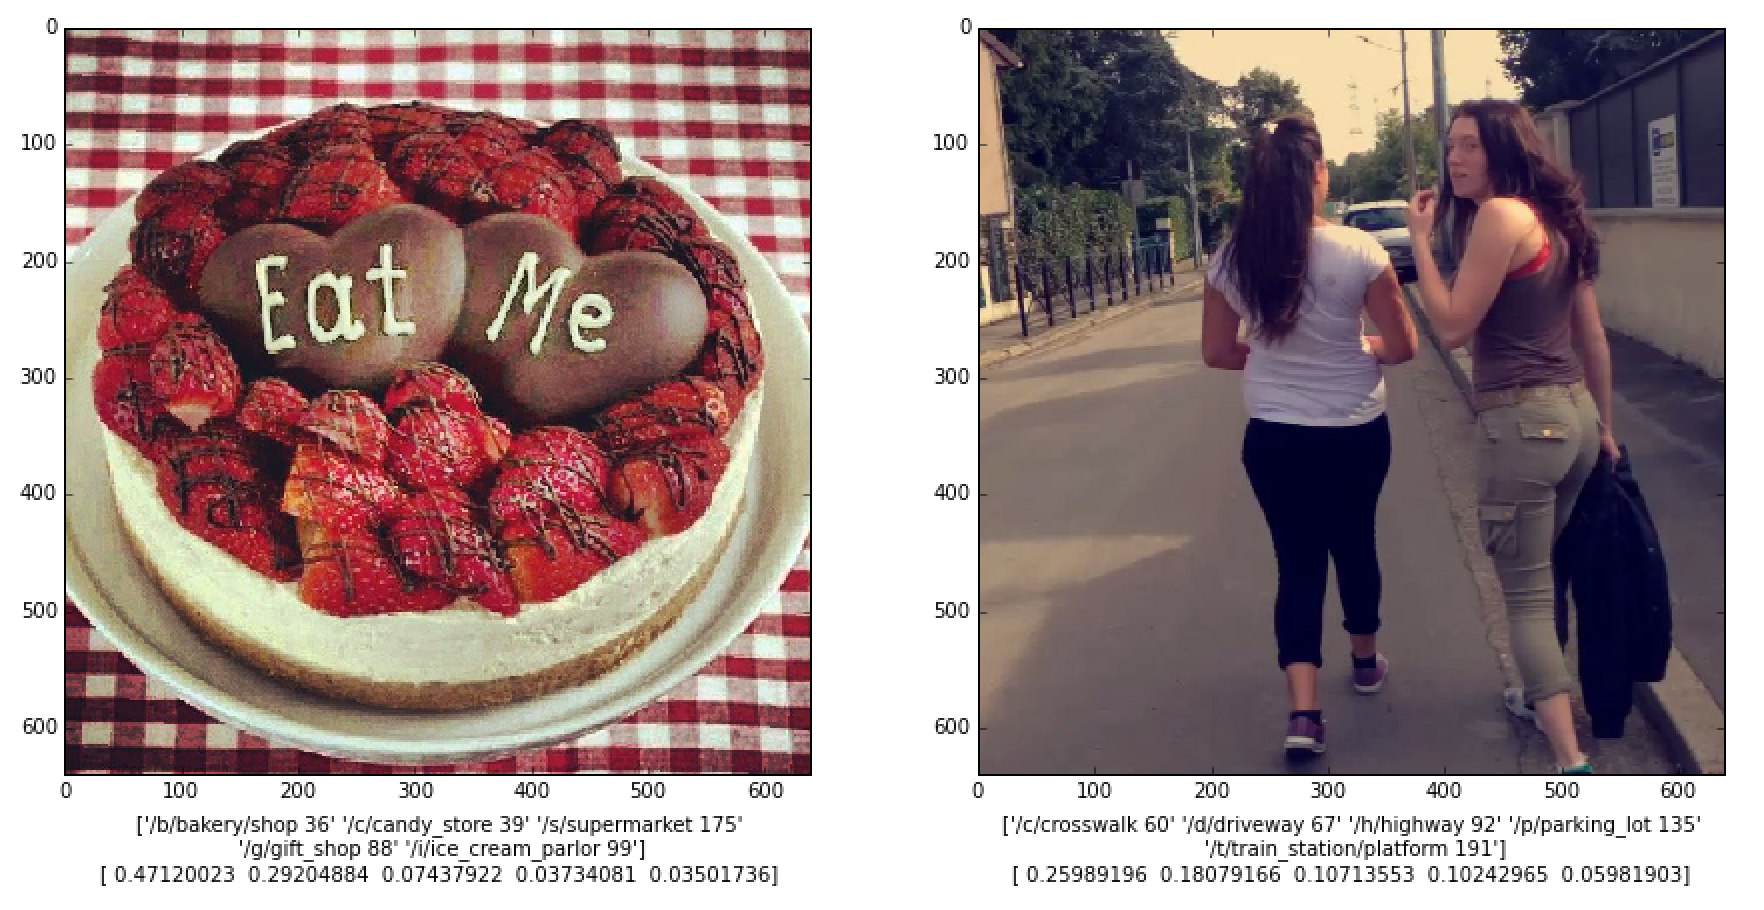 0
100
200
300
400
500
600
Eat Me
0 100 200 300 400 500 600
['/b/bakery/shop 36' '/c/candy_store 39' '/s/supermarket 175'
'/g/gift_shop 88' '/i/ice_cream_parlor 99']
[ 0.47120023 0.29204884 0.07437922 0.03734081 0.03501736]
0
100
200
300
400
500
600
0 100 200 300 400 500 600
['/c/crosswalk 60' '/d/driveway 67' '/h/highway 92' '/p/parking_lot 135'
'/t/train_station/platform 191']
[ 0.25989196 0.18079166 0.10713553 0.10242965 0.05981903]